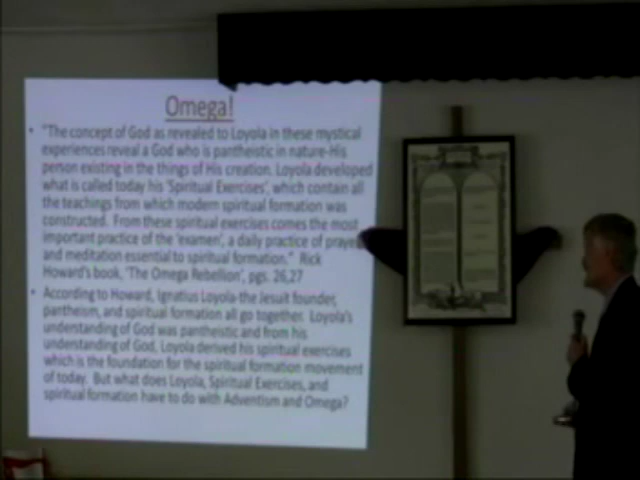 Omega!
• "The concept of God as revealed to Loyola in these mystical
experiences reveal a God who is pantheistic in nature-His
person existing in the things of His creation. Loyola developed
what is called today his 'Spiritual Exercises', which contain all
the teachings from which modern spiritual formation was
constructed. From these spiritual exercises comes the most
important practice of the 'examen', a daily practice of praye
and meditation essential to spiritual formation." Rick
Howard's book, 'The Omega Rebellion', pgs. 26,27
• According to Howard, Ignatius Loyola-the Jesuit founder,
pantheism, and spiritual formation all go together. Loyola's
understanding of God was pantheistic and from his
understanding of God, Loyola derived his spiritual exercises
which is the foundation for the spiritual formation movement
of today. But what does Loyola, Spiritual Exercises, and
spiritual formation have to do with Adventism and Omega?